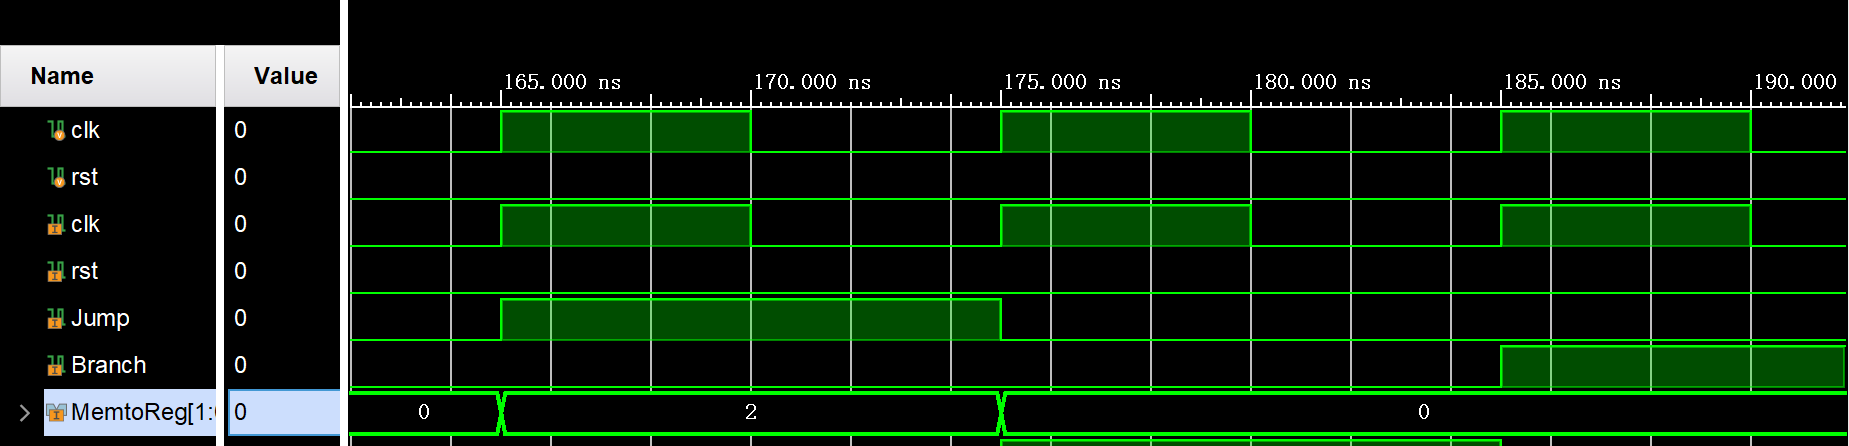 Name Value
165.000 ns 170.000 ns 175.000 ns 180.000 ns 185.000 ns 190.000
clk 0
rst 0
clk 0
rst 0
Jump 0
Branch 0
MemtoReg[1: 0 0 2 0